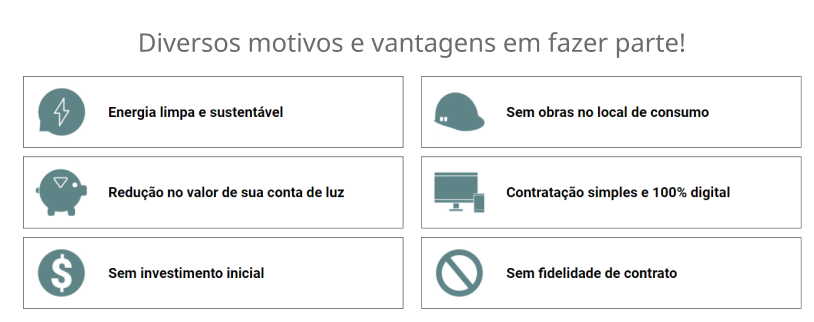 Diversos motivos e vantagens em fazer parte!
Energia limpa e sustentável
Sem obras no local de consumo
Redução no valor de sua conta de luz
Contratação simples e 100% digital
$
Sem investimento inicial
Sem fidelidade de contrato